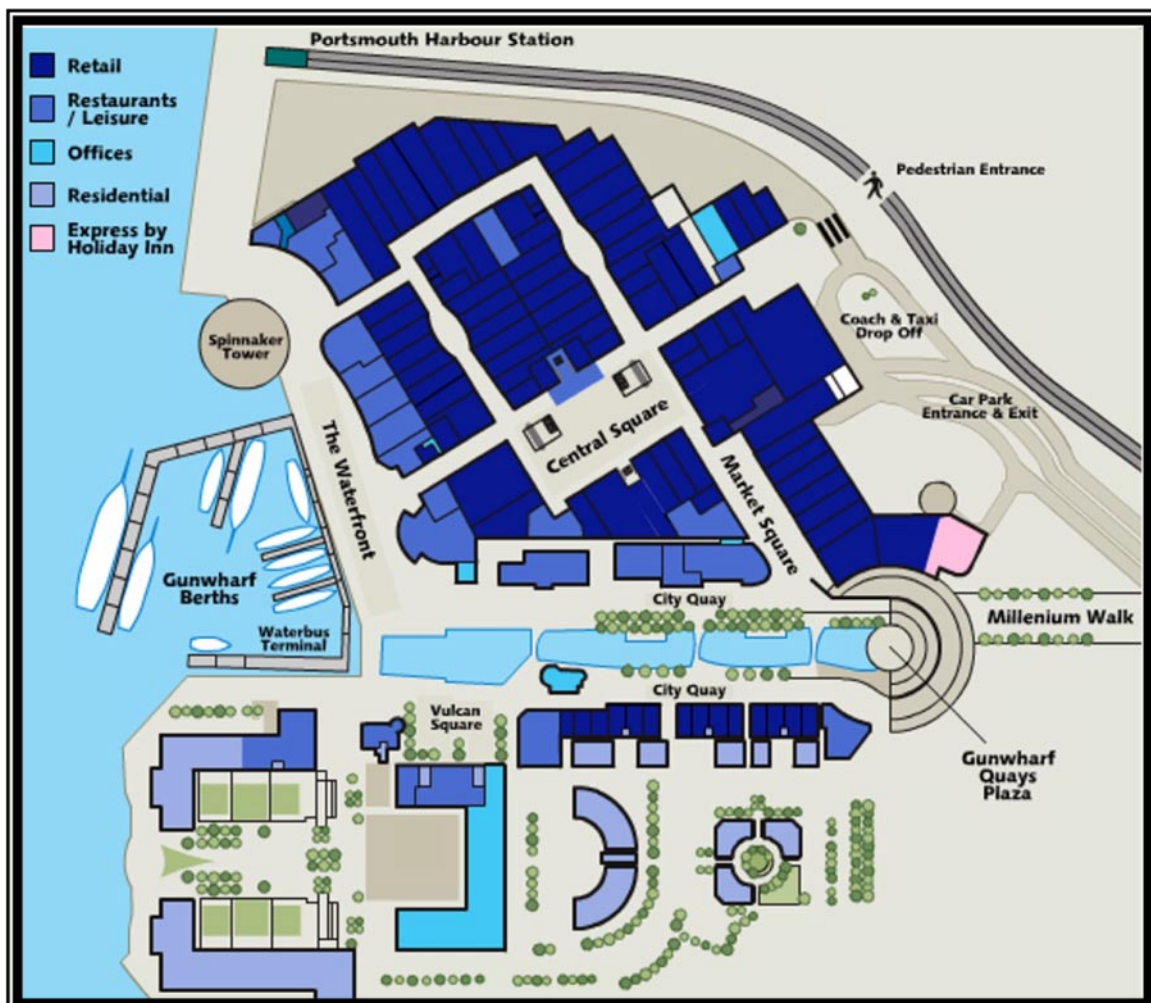 Portsmouth Harbour Station
Retail
Restaurants
/ Leisure
Offices
Residential
Express by
Holiday Inn
Pedestrian Entrance
Coach & Taxi
Drop Off
Spinnaker
Tower
Car Park
Entrance & Exit
The Waterfront
Central Square
Market Square
Gunwharf
Berths
Waterbus
Terminal
City Quay
Millenium Walk
City Quay
Vulcan
Square
Gunwharf
Quays
Plaza